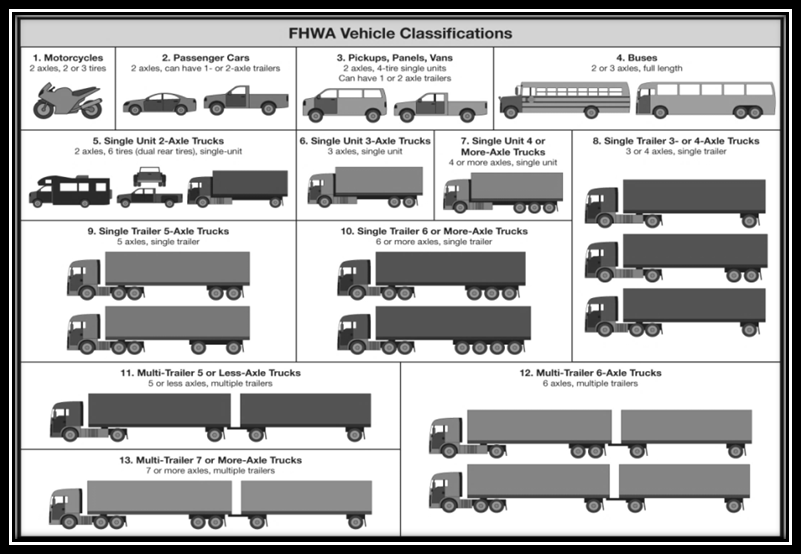 FHWA Vehicle Classifications
1. Motorcycles
2 axles, 2 or 3 tires
2. Passenger Cars
2 axles, can have 1- or 2-axle trailers
3. Pickups, Panels, Vans
2 axles, 4-tire single units
Can have 1 or 2 axle trailers
4. Buses
2 or 3 axles, full length
5. Single Unit 2-Axle Trucks
2 axles, 6 tires (dual rear tires), single-unit
6. Single Unit 3-Axle Trucks
3 axles, single unit
7. Single Unit 4 or
More-Axle Trucks
4 or more axles, single unit
8. Single Trailer 3- or 4-Axle Trucks
3 or 4 axles, single trailer
9. Single Trailer 5-Axle Trucks
5 axles, single trailer
10. Single Trailer 6 or More-Axle Trucks
6 or more axles, single trailer
11. Multi-Trailer 5 or Less-Axle Trucks
5 or less axles, multiple trailers
12. Multi-Trailer 6-Axle Trucks
6 axles, multiple trailers
13. Multi-Trailer 7 or More-Axle Trucks
7 or more axles, multiple trailers